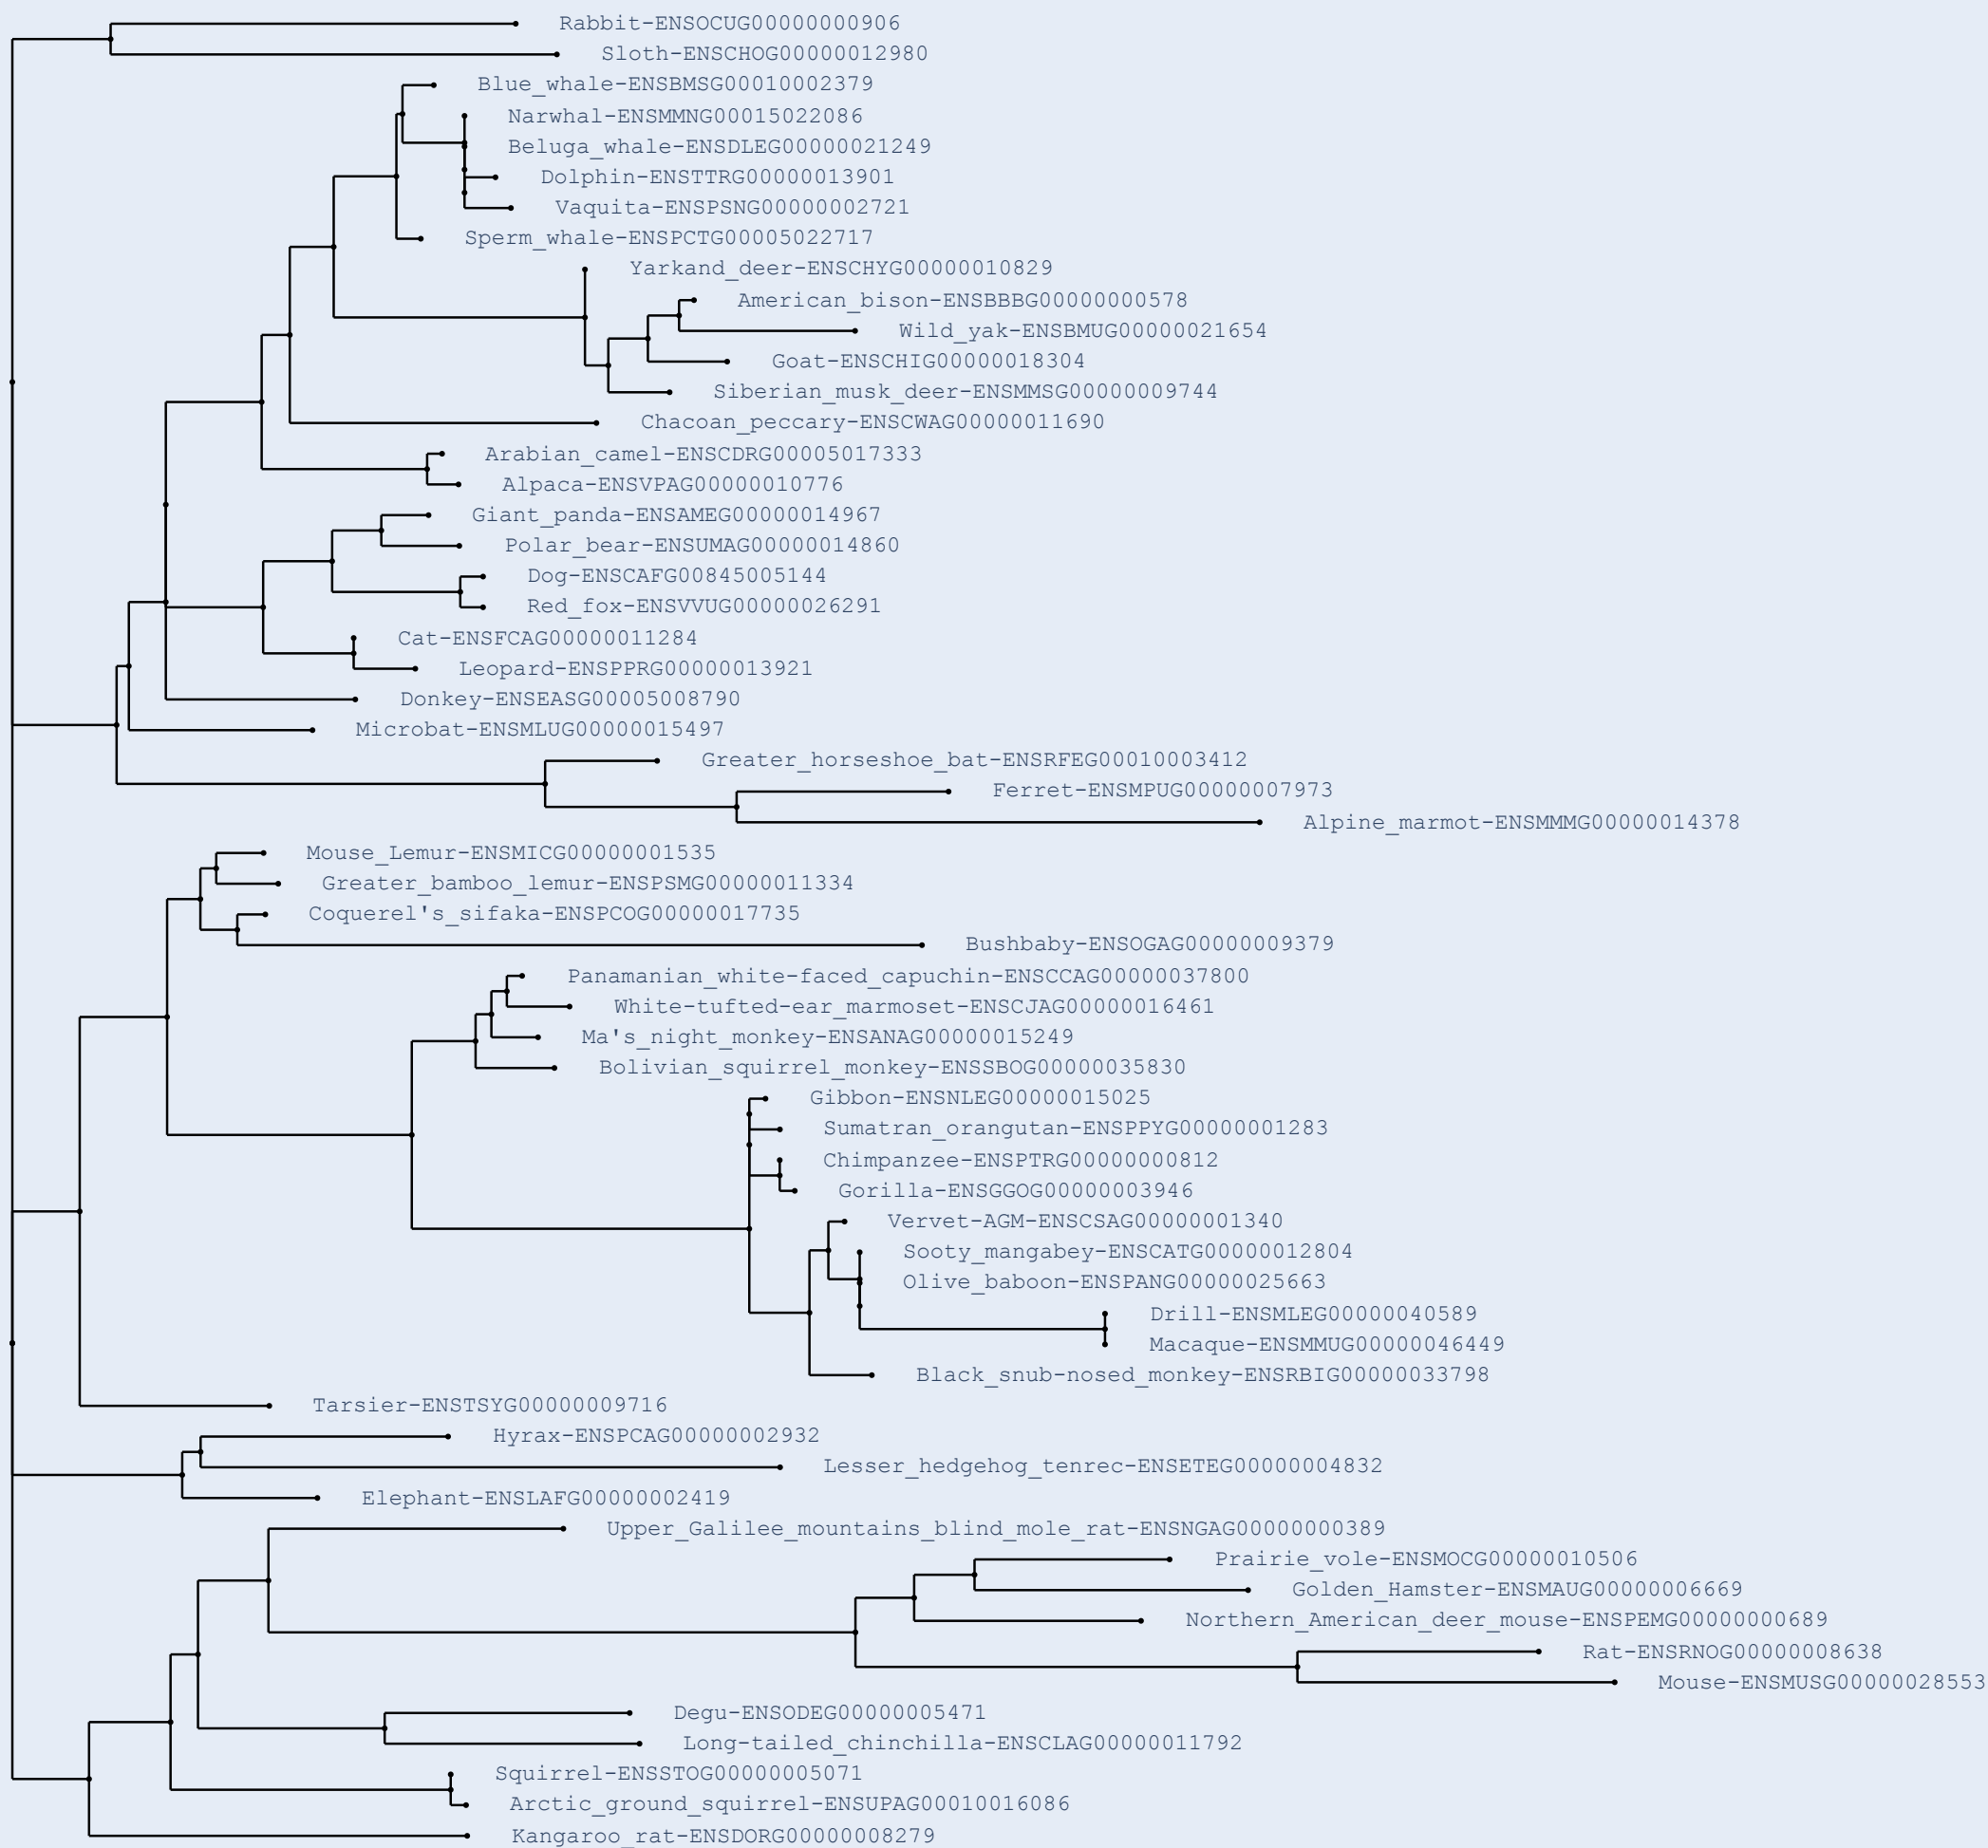 Rabbit-ENSOCUG00000000906
Sloth-ENSCHOG00000012980
Blue_whale-ENSBMSG00010002379
Narwhal-ENSMMNG00015022086
Beluga_whale-ENSDLEG00000021249
Dolphin-ENSTTRG00000013901
Vaquita-ENSPSNG00000002721
Sperm_whale-ENSPCTG00005022717
Yarkand_deer-ENSCHYG00000010829
American_bison-ENSBBBG00000000578
Wild_yak-ENSBMUG00000021654
Goat-ENSCHIG00000018304
Siberian_musk_deer-ENSMMSG00000009744
Chacoan_peccary-ENSCWAG00000011690
Arabian_camel-ENSCDRG00005017333
Alpaca-ENSVPAG00000010776
Giant_panda-ENSAMEG00000014967
Polar_bear-ENSUMAG00000014860
Dog-ENSCAFG00845005144
Red_fox-ENSVVUG00000026291
Cat-ENSFCAG00000011284
Leopard-ENSPPRG00000013921
Donkey-ENSEASG00005008790
Microbat-ENSMLUG00000015497
Greater_horseshoe_bat-ENSRFEG00010003412
Ferret-ENSMPUG00000007973
Alpine_marmot-ENSMMMG00000014378
Mouse_Lemur-ENSMICG00000001535
Greater_bamboo_lemur-ENSPSMG00000011334
Coquerel's_sifaka-ENSPCOG00000017735
Bushbaby-ENSOGAG00000009379
Panamanian_white-faced_capuchin-ENSCCAG00000037800
White-tufted-ear_marmoset-ENSCJAG00000016461
Ma's_night_monkey-ENSANAG00000015249
Bolivian_squirrel_monkey-ENSSBOG00000035830
Gibbon-ENSNLEG00000015025
Sumatran_orangutan-ENSPPYG00000001283
Chimpanzee-ENSPTRG00000000812
Gorilla-ENSGGOG00000003946
Vervet-AGM-ENSCSAG00000001340
Sooty_mangabey-ENSCATG00000012804
Olive_baboon-ENSPANG00000025663
Drill-ENSMLEG00000040589
Macaque-ENSMMUG00000046449
Black_snub-nosed_monkey-ENSRBIG00000033798
Tarsier-ENSTSYG00000009716
Hyrax-ENSPCAG00000002932
Lesser_hedgehog_tenrec-ENSETEG00000004832
Elephant-ENSLAFG00000002419
Upper_Galilee_mountains_blind_mole_rat-ENSNGAG00000000389
Prairie_vole-ENSMOCG00000010506
Golden_Hamster-ENSMAUG00000006669
Northern_American_deer_mouse-ENSPEMG00000000689
Rat-ENSRNOG00000008638
Mouse-ENSMUSG00000028553
Degu-ENSODEG00000005471
Long-tailed_chinchilla-ENSCLAG00000011792
Squirrel-ENSSTOG00000005071
Arctic_ground_squirrel-ENSUPAG00010016086
Kangaroo_rat-ENSDORG00000008279